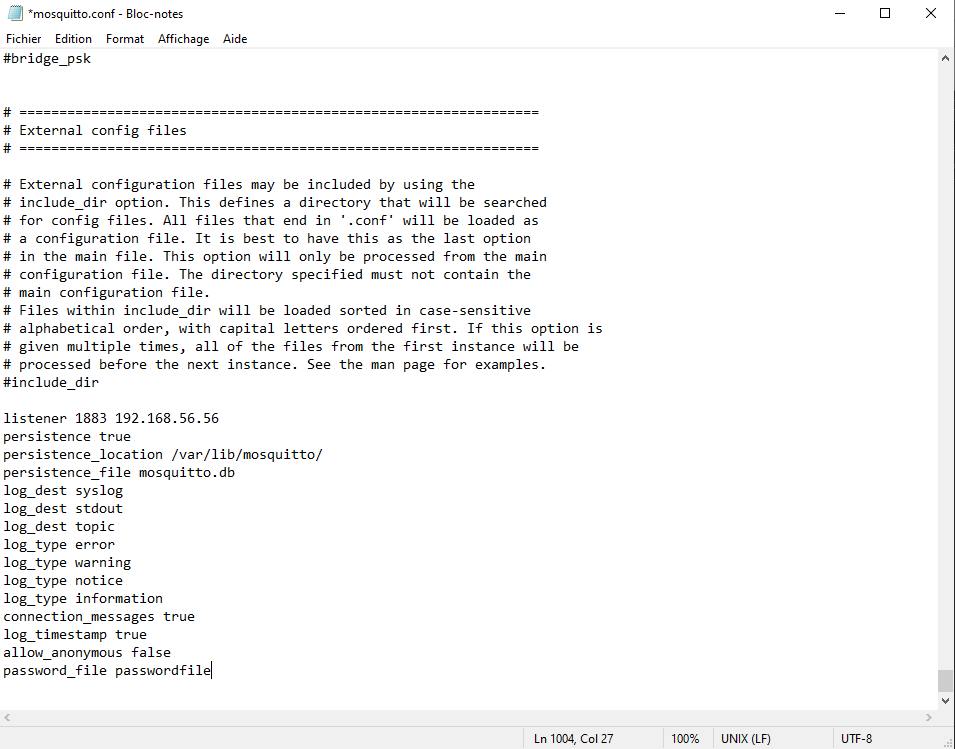 *mosquitto.conf - Bloc-notes
Fichier Edition Format Affichage Aide
#bridge_psk
# =================================================================
# External config files
# =================================================================
# External configuration files may be included by using the
# include_dir option. This defines a directory that will be searched
# for config files. All files that end in '.conf' will be loaded as
# a configuration file. It is best to have this as the last option
# in the main file. This option will only be processed from the main
# configuration file. The directory specified must not contain the
# main configuration file.
# Files within include_dir will be loaded sorted in case-sensitive
# alphabetical order, with capital letters ordered first. If this option is
# given multiple times, all of the files from the first instance will be
# processed before the next instance. See the man page for examples.
#include_dir
listener 1883 192.168.56.56
persistence true
persistence_location /var/lib/mosquitto/
persistence_file mosquitto.db
log_dest syslog
log_dest stdout
log_dest topic
log_type error
log_type warning
log_type notice
log_type information
connection_messages true
log_timestamp true
allow_anonymous false
password_file passwordfile
Ln 1004, Col 27 100% UNIX (LF) UTF-8